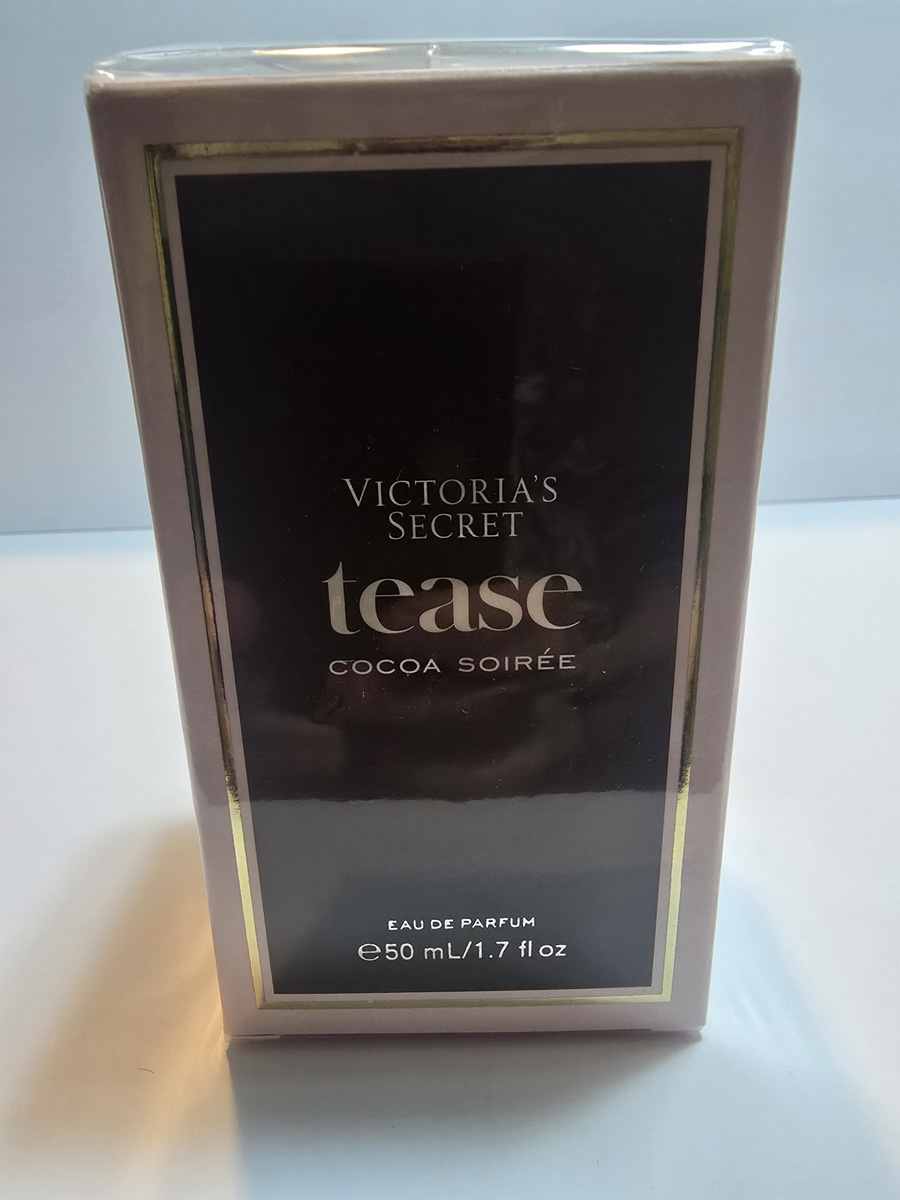 VICTORIA'S
SECRET
tease
COCOA SOIRÉE
EAU DE PARFUM
℮50 mL/1.7 fl oz